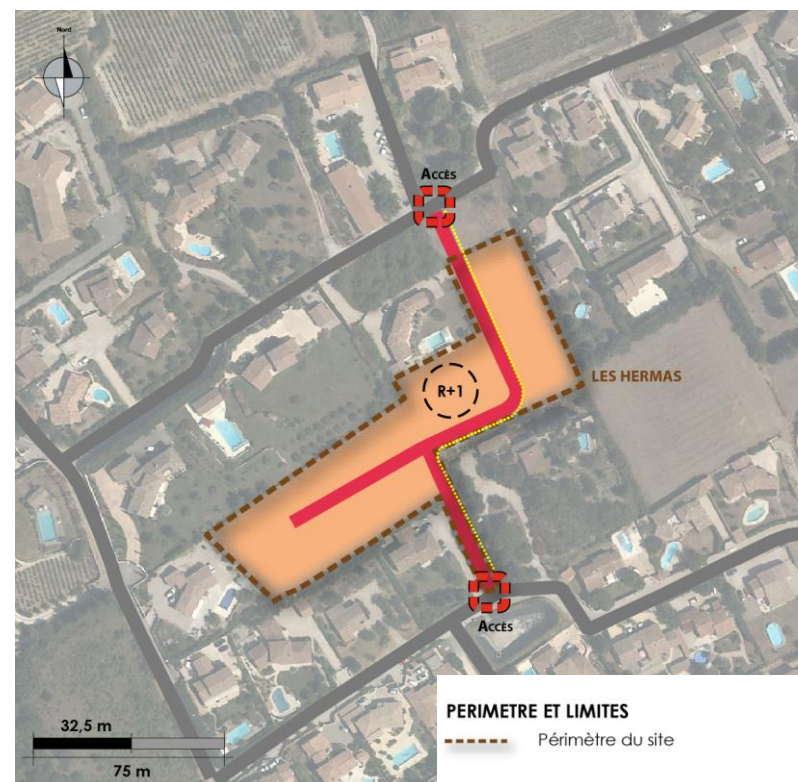 Nord
ACCÈS
LES HERMAS
R+1
ACCÈS
32,5 m
75 m
PERIMETRE ET LIMITES
Périmètre du site